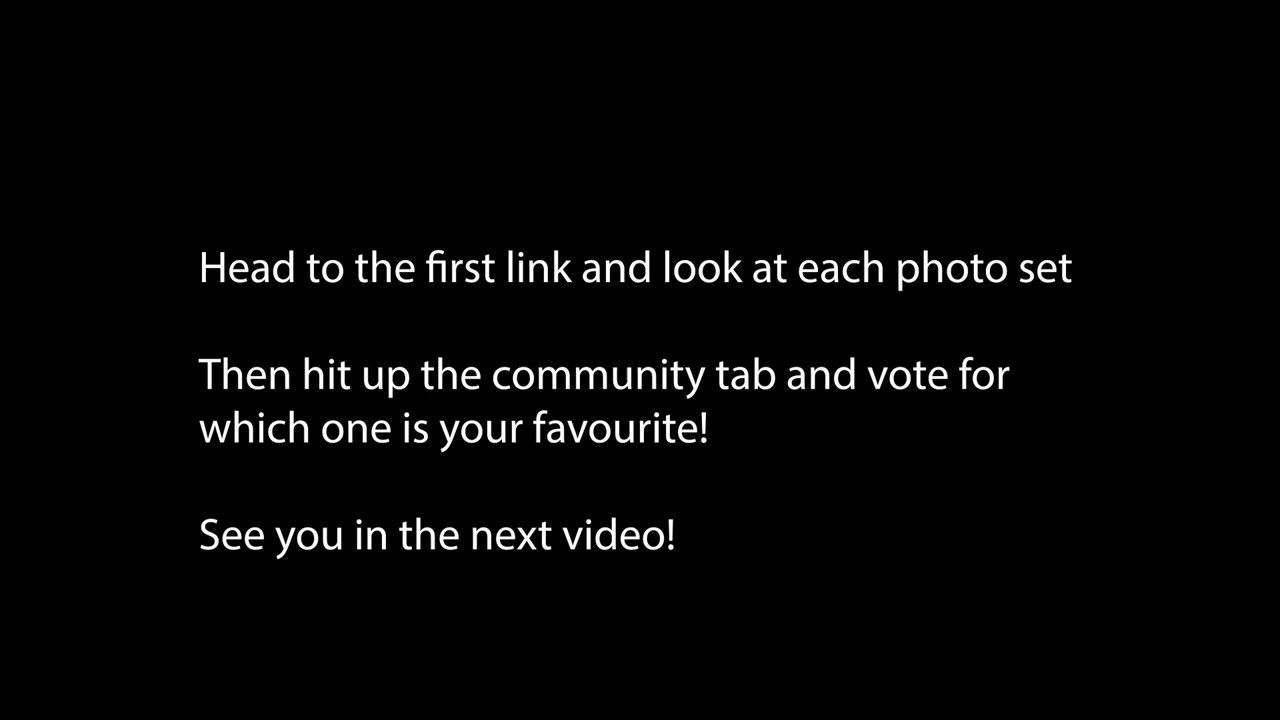 Head to the first link and look at each photo set
Then hit up the community tab and vote for
which one is your favourite!
See you in the next video!